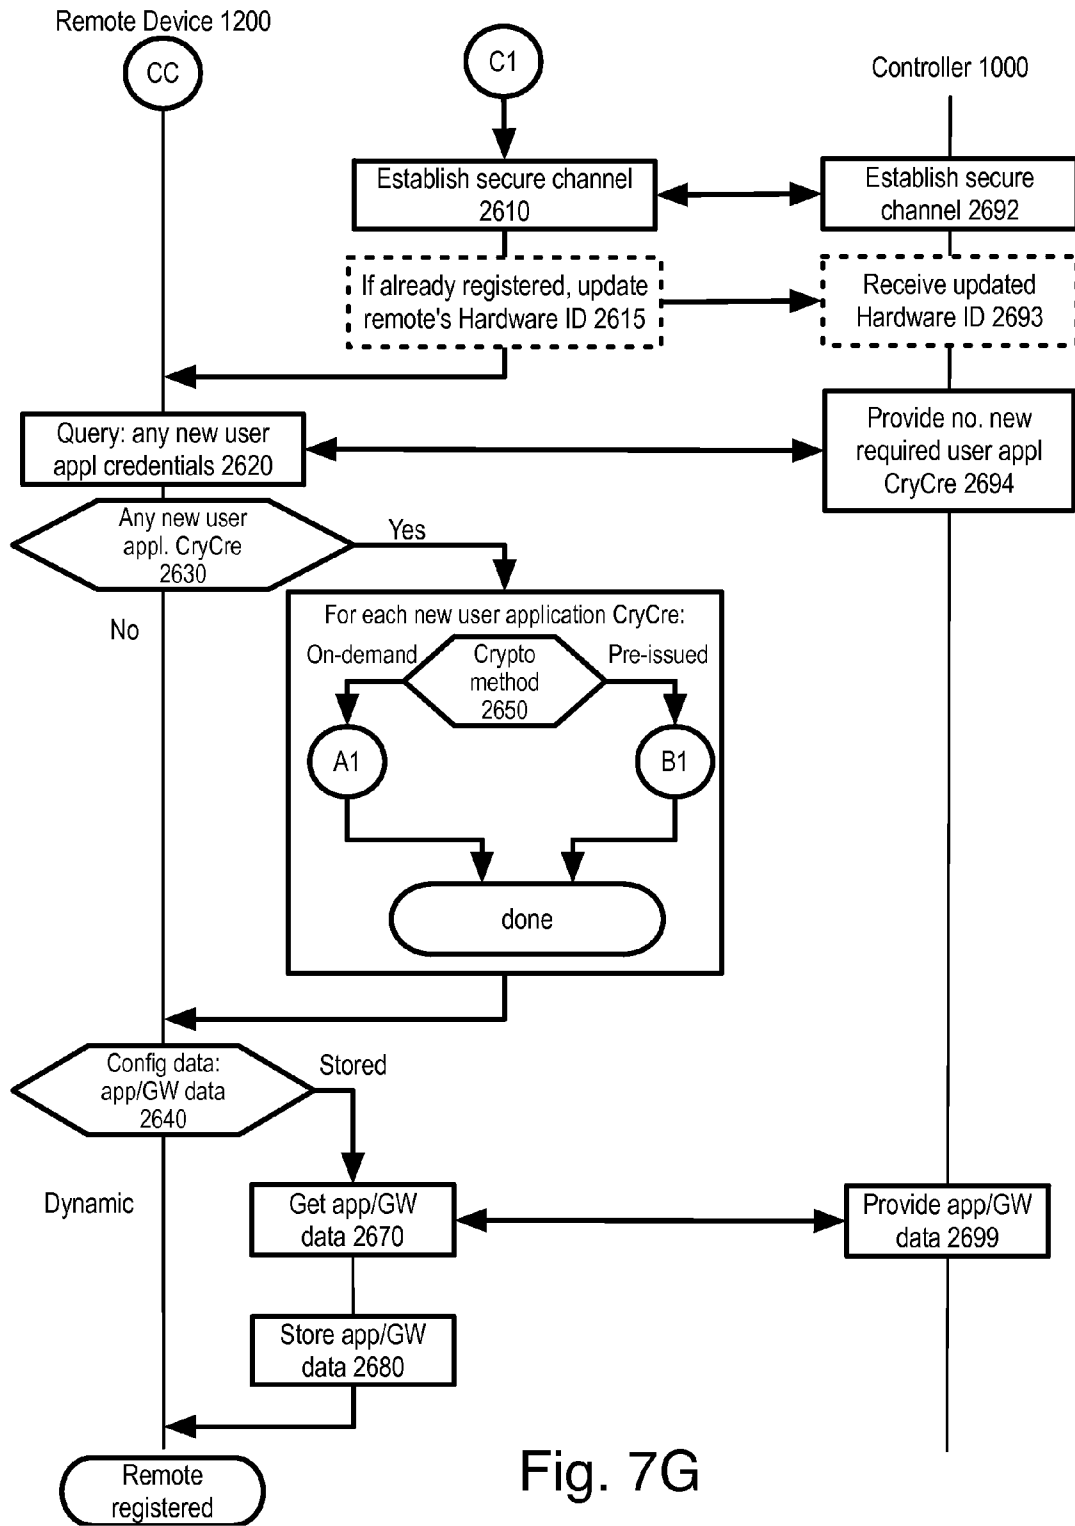 Remote Device 1200
CC
C1
Controller 1000
Establish secure channel
2610
Establish secure
channel 2692
If already registered, update
remote's Hardware ID 2615
Receive updated
Hardware ID 2693
Query: any new user
appl credentials 2620
Provide no. new
required user appl
CryCre 2694
Any new user
appl. CryCre
2630
Yes
No
For each new user application CryCre:
On-demand
Crypto
method
2650
Pre-issued
A1
B1
done
Config data:
app/GW data
2640
Stored
Dynamic
Get app/GW
data 2670
Provide app/GW
data 2699
Store app/GW
data 2680
Remote
registered
Fig. 7G